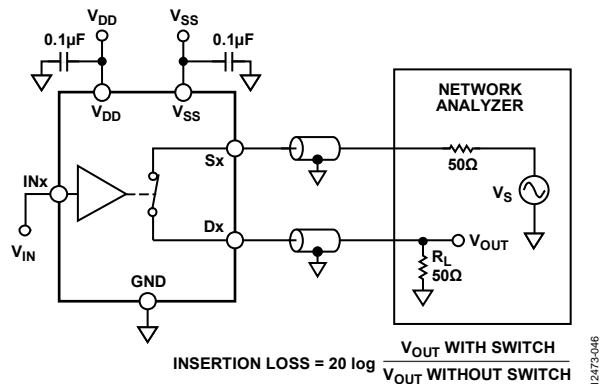 VDD
VSS
0.1µF
0.1µF
VDD
VSS
NETWORK
ANALYZER
Sx
50Ω
INx
VS
Dx
VOUT
VIN
RL
50Ω
GND
INSERTION LOSS = 20 log VOUT WITH SWITCH
VOUT WITHOUT SWITCH
12473-046